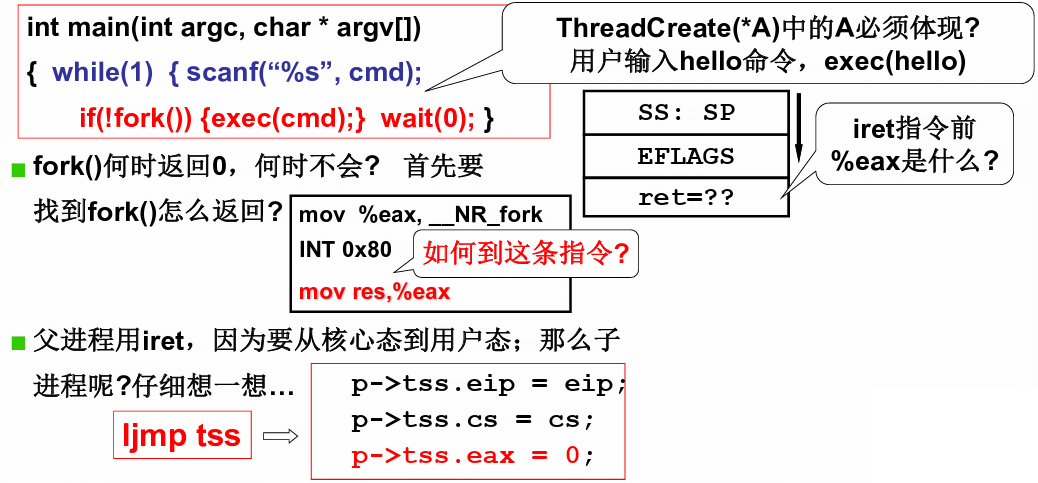 int main(int argc, char * argv[])
{ while(1) { scanf(“%s”, cmd);
if(!fork()) {exec(cmd);} wait(0); }
ThreadCreate(*A)中的A必须体现?
用户输入hello命令，exec(hello)
SS: SP
EFLAGS
ret=??
iret指令前
%eax是什么?
fork()何时返回0，何时不会? 首先要
找到fork()怎么返回?
mov %eax, __NR_fork
INT 0x80
mov res,%eax
如何到这条指令?
父进程用iret，因为要从核心态到用户态；那么子
进程呢?仔细想一想…
ljmp tss
p->tss.eip = eip;
p->tss.cs = cs;
p->tss.eax = 0;